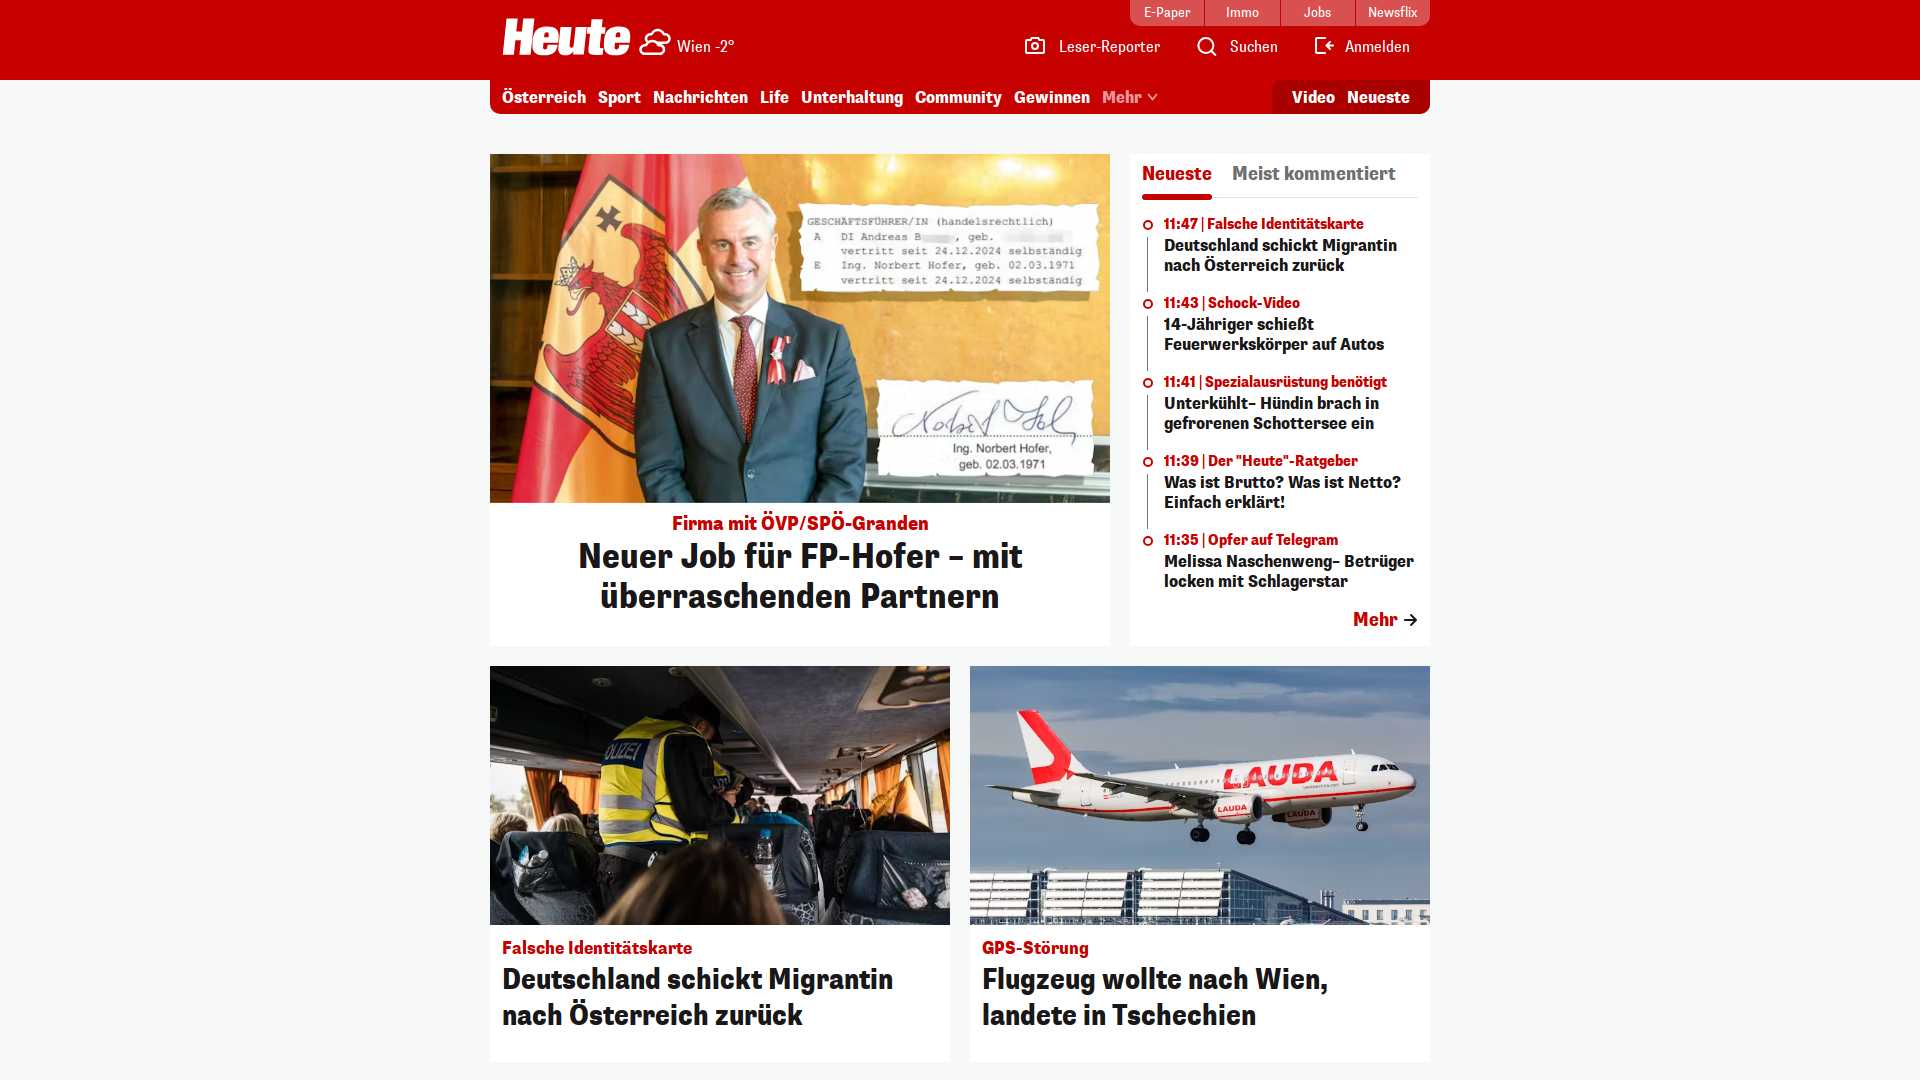 E-Paper
Immo
Jobs
Newsflix
Heute
Wien -2°
Leser-Reporter
Suchen
Anmelden
Österreich
Sport
Nachrichten
Life
Unterhaltung
Community
Gewinnen
Mehr
Video
Neueste
GESCHÄFTSFÜHRER/IN (handelsrechtlich)
A DI Andreas B , geb.
vertritt seit 24.12.2024 selbständig
E Ing. Norbert Hofer, geb. 02.03.1971
vertritt seit 24.12.2024 selbständig
Ing. Norbert Hofer,
geb. 02.03.1971
Firma mit ÖVP/SPÖ-Granden
Neuer Job für FP-Hofer – mit
überraschenden Partnern
Neueste
Meist kommentiert
11:47 | Falsche Identitätskarte
Deutschland schickt Migrantin
nach Österreich zurück
11:43 | Schock-Video
14-Jähriger schießt
Feuerwerkskörper auf Autos
11:41 | Spezialausrüstung benötigt
Unterkühlt– Hündin brach in
gefrorenen Schottersee ein
11:39 | Der "Heute"-Ratgeber
Was ist Brutto? Was ist Netto?
Einfach erklärt!
11:35 | Opfer auf Telegram
Melissa Naschenweng– Betrüger
locken mit Schlagerstar
Mehr
POLIZEI
Falsche Identitätskarte
Deutschland schickt Migrantin
nach Österreich zurück
LAUDA
LAUDA
LAUDA
GPS-Störung
Flugzeug wollte nach Wien,
landete in Tschechien